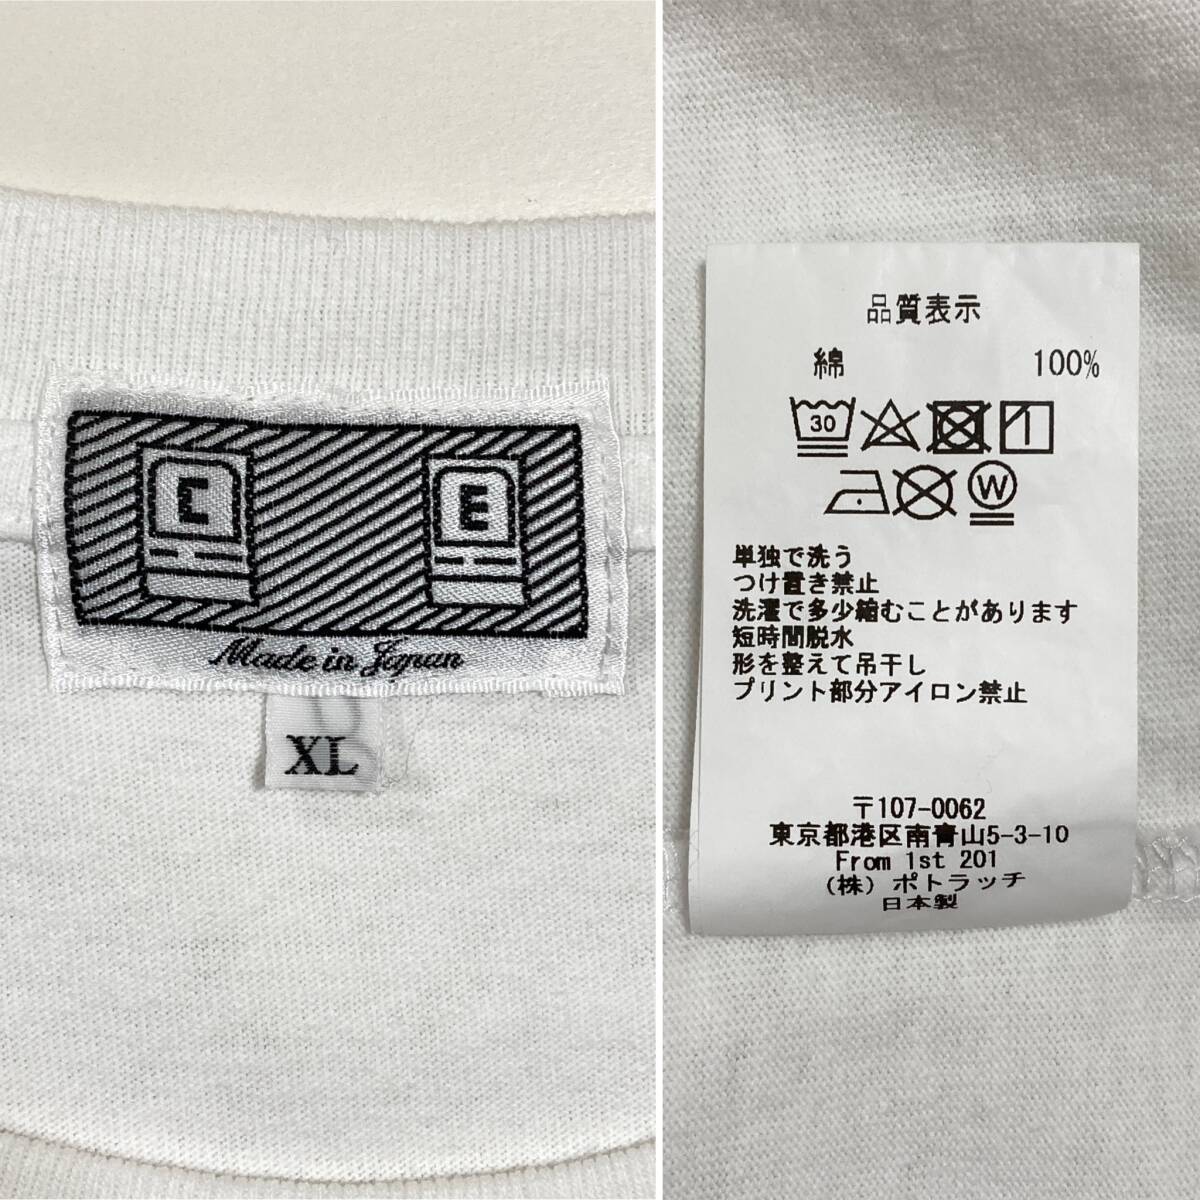 C E
Made in Japan
XL
品質表示
綿 100%
30
1
W
単独で洗う
つけ置き禁止
洗濯で多少縮むことがあります
短時間脱水
形を整えて吊干し
プリント部分アイロン禁止
〒107-0062
東京都港区南青山5-3-10
From 1st 201
(株) ポトラッチ
日本製